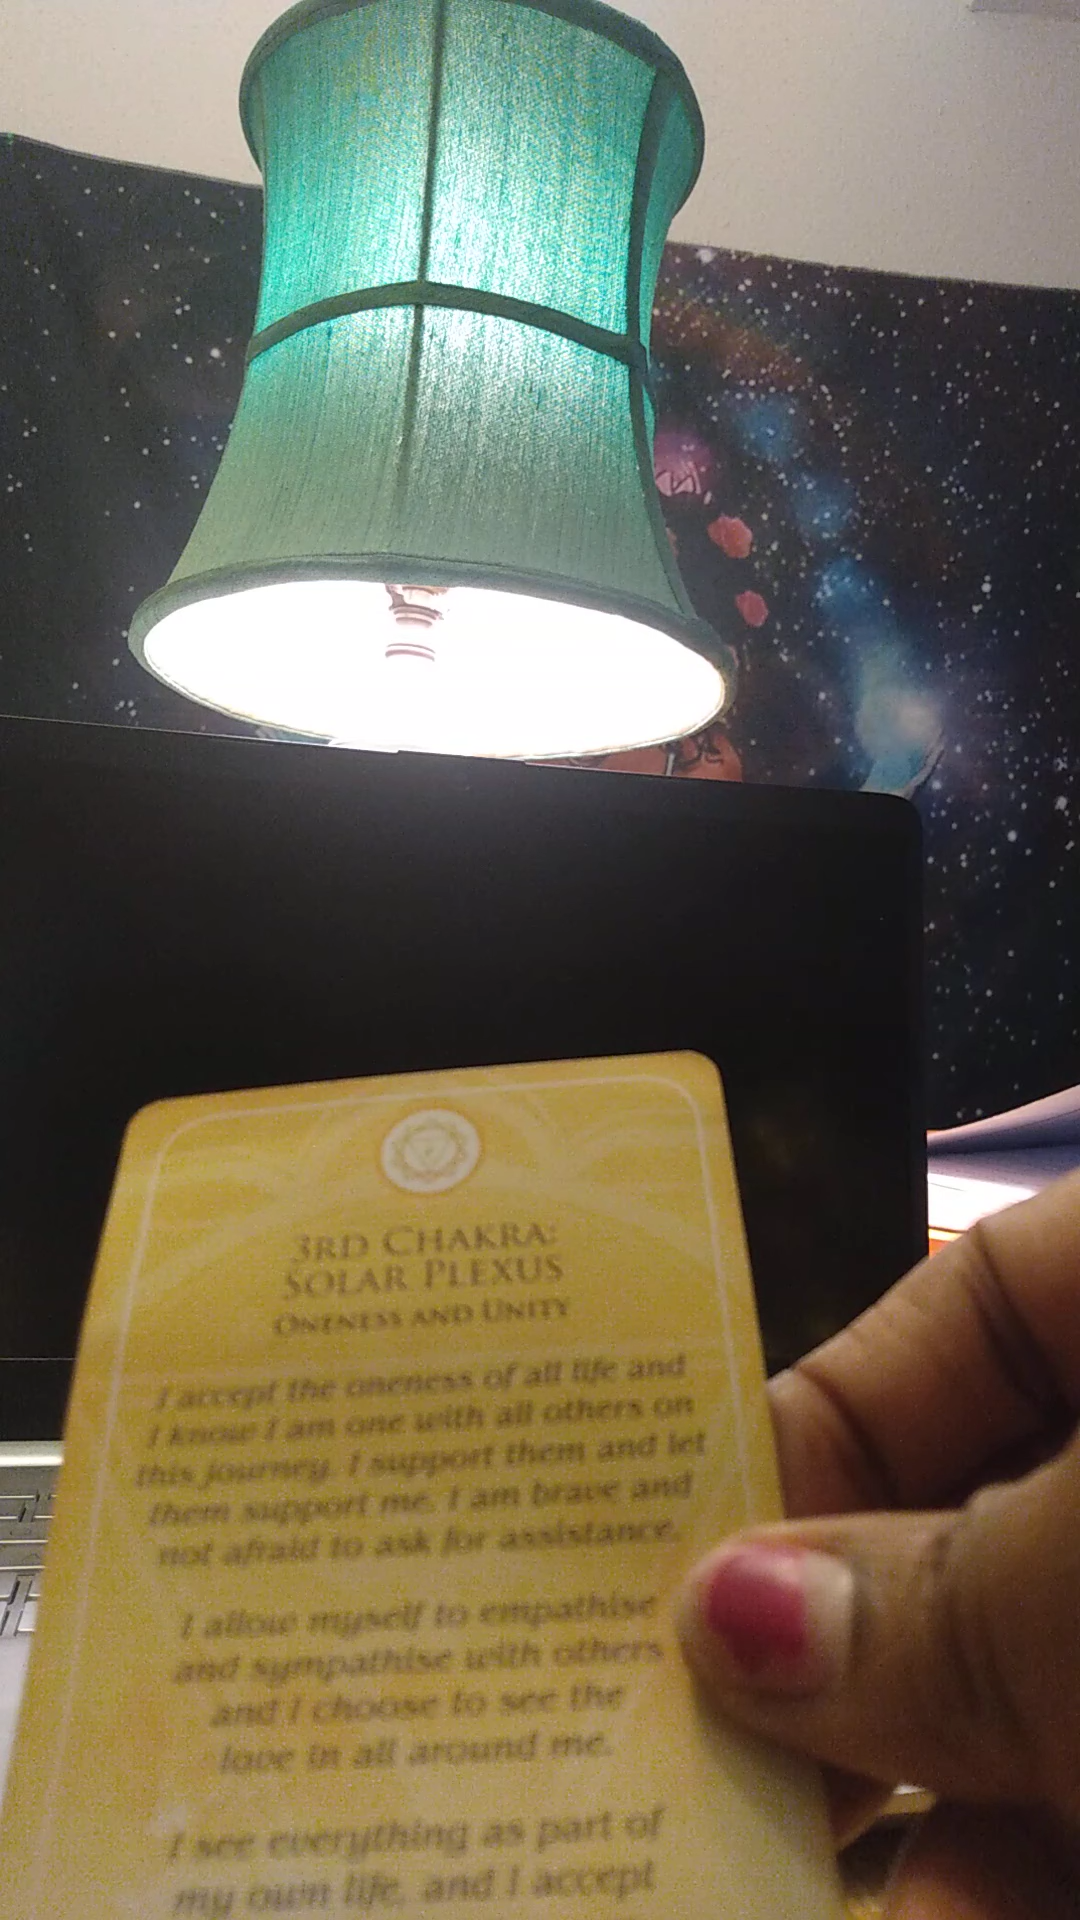 3RD CHAKRA:
SOLAR PLEXUS
ONENESS AND UNITY
I accept the oneness of all life and
I know I am one with all others on
this journey. I support them and let
them support me. I am brave and
not afraid to ask for assistance.
I allow myself to empathise
and sympathise with others
and I choose to see the
love in all around me.
I see everything as part of
my own life, and I accept